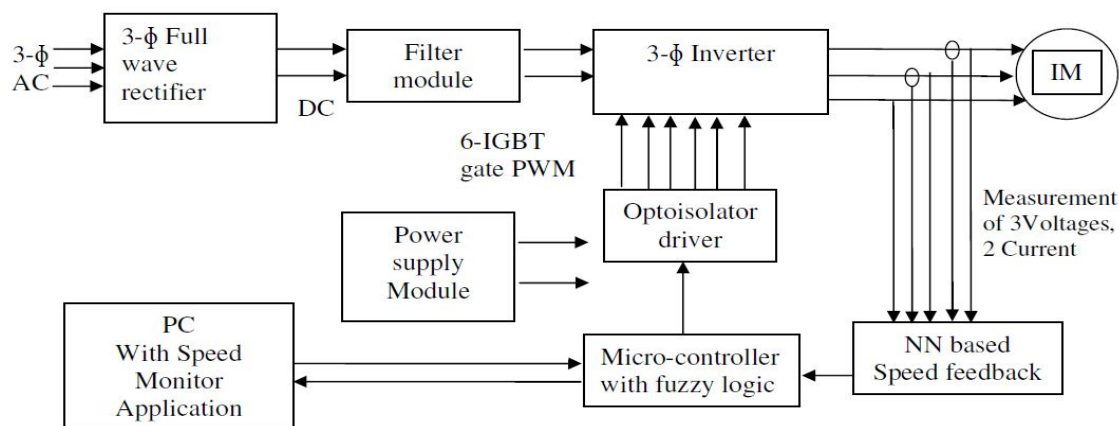 3-ϕ
AC
3-ϕ Full
wave
rectifier
DC
Filter
module
3-ϕ Inverter
IM
6-IGBT
gate PWM
Optoisolator
driver
Measurement
of 3Voltages,
2 Current
Power
supply
Module
PC
With Speed
Monitor
Application
Micro-controller
with fuzzy logic
NN based
Speed feedback